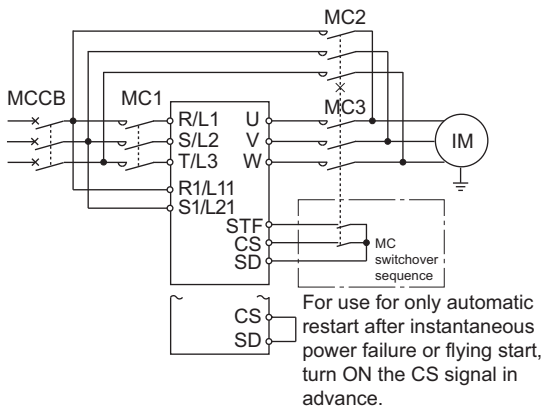 MC2
MCCB
MC1
MC3
R/L1
S/L2
T/L3
R1/L11
S1/L21
U
V
W
IM
STF
CS
SD
MC
switchover
sequence
CS
SD
For use for only automatic
restart after instantaneous
power failure or flying start,
turn ON the CS signal in
advance.